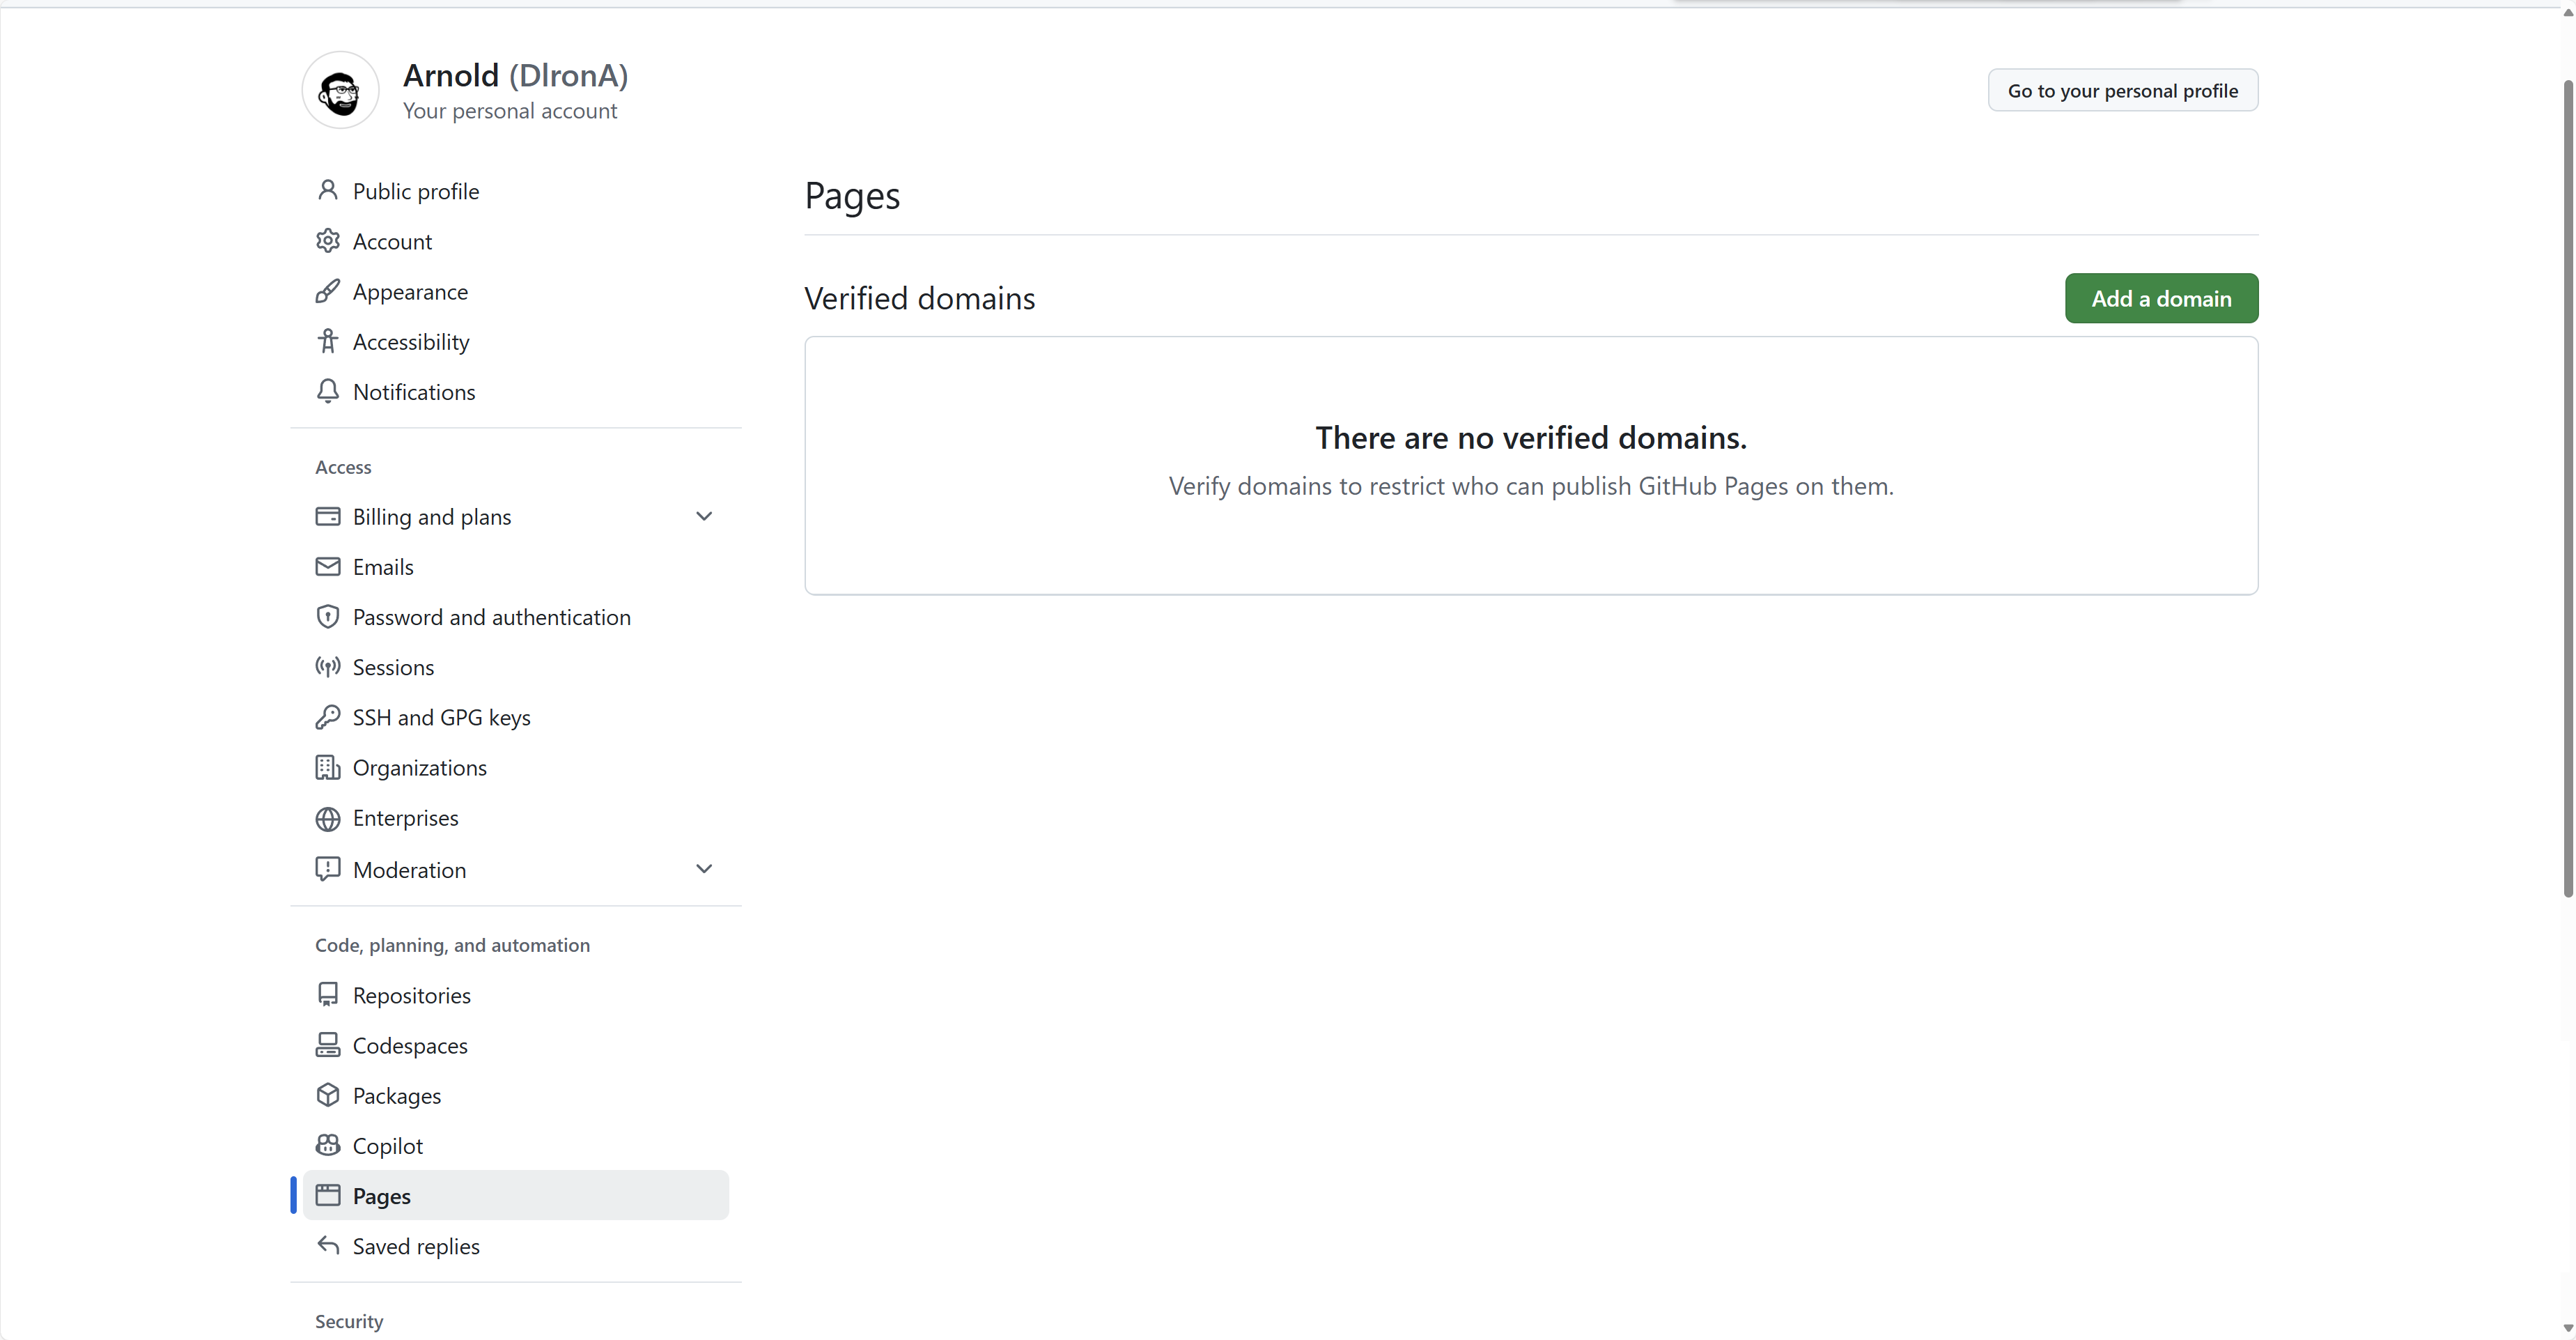 Arnold (DlronA)
Your personal account
Go to your personal profile
Public profile
Account
Appearance
Accessibility
Notifications
Access
Billing and plans
Emails
Password and authentication
Sessions
SSH and GPG keys
Organizations
Enterprises
Moderation
Code, planning, and automation
Repositories
Codespaces
Packages
Copilot
Pages
Saved replies
Security
Pages
Verified domains
Add a domain
There are no verified domains.
Verify domains to restrict who can publish GitHub Pages on them.